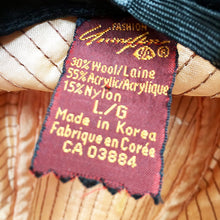 FASHION
30% Wool/Laine
55% Acrylic/Acrylique
15% Nylon
L/G
Made in Korea
Fabriqué en Corée
CA 03884